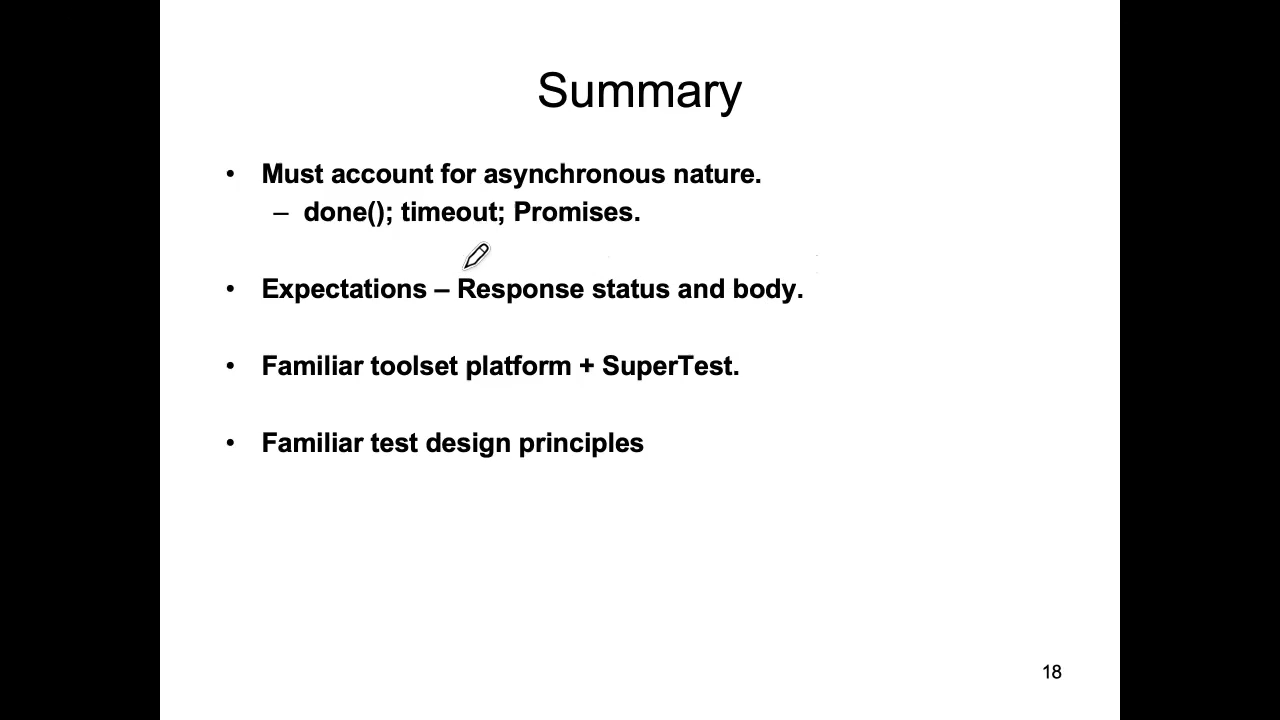 Summary
• Must account for asynchronous nature.
– done(); timeout; Promises.
• Expectations – Response status and body.
• Familiar toolset platform + SuperTest.
• Familiar test design principles
18